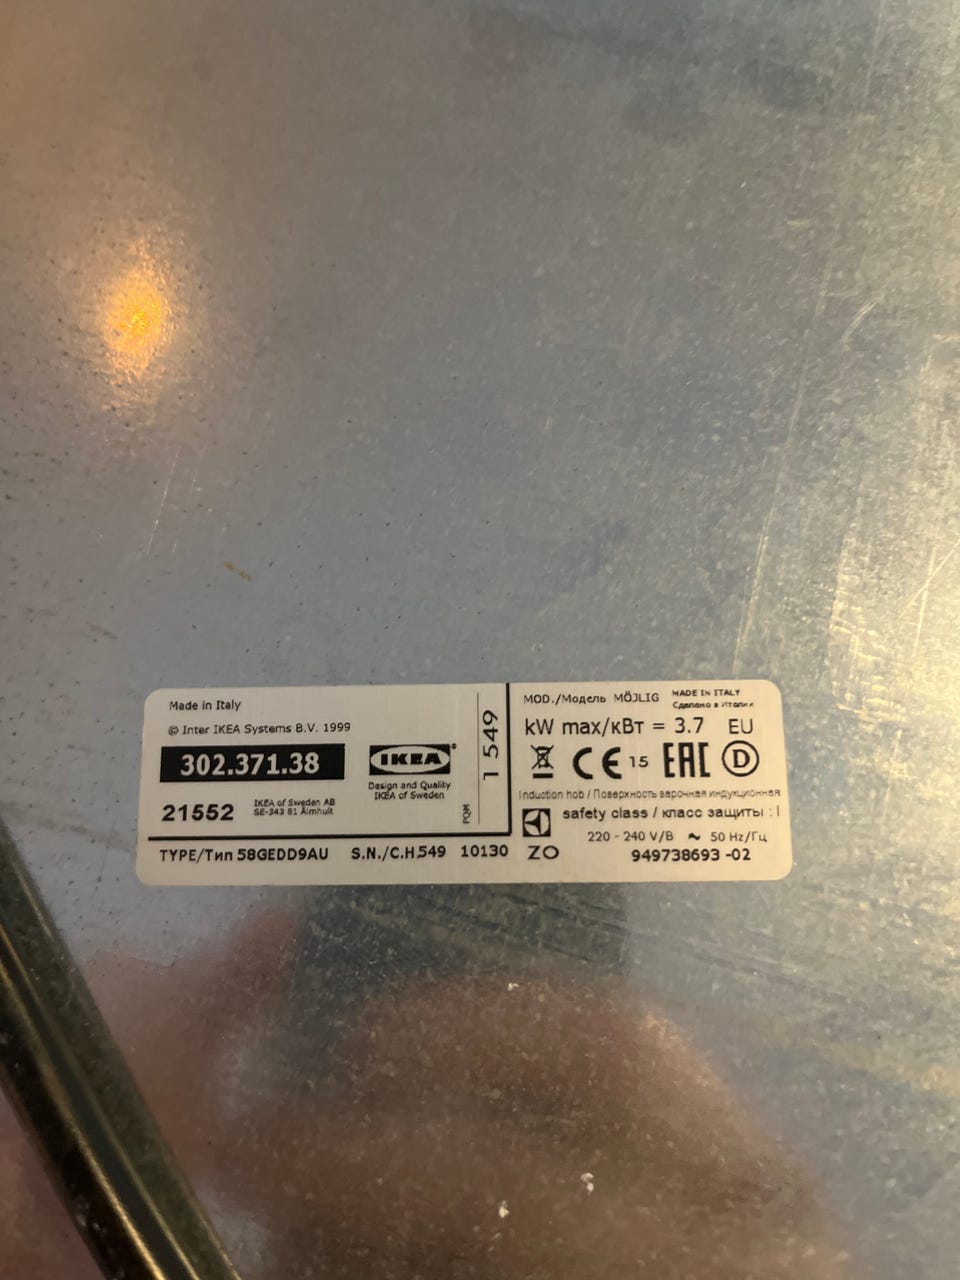 Made in Italy
© Inter IKEA Systems B.V. 1999
302.371.38
IKEA®
Design and Quality
IKEA of Sweden
21552
IKEA of Sweden AB
SE-343 81 Älmhult
PQM
1 549
TYPE/Тип 58GEDD9AU S.N./С.Н.549 10130
MOD./Модель MÖJLIG
MADE IN ITALY
Сделано в Италии
kW max/кВт = 3.7 EU
CE 15 EAC D
Induction hob / Поверхность варочная индукционная
safety class / класс защиты : I
220 - 240 V/В ~ 50 Hz/Гц
ZO 949738693 -02